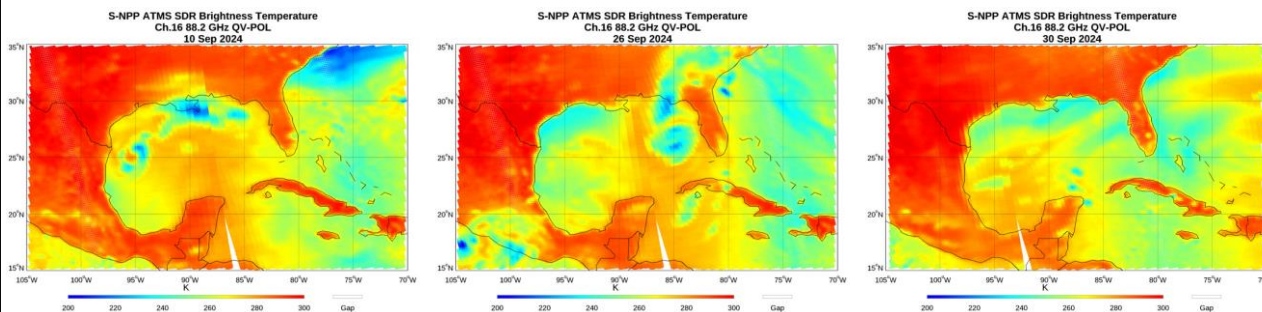 S-NPP ATMS SDR Brightness Temperature
Ch.16 88.2 GHz QV-POL
10 Sep 2024
35°N
30°N
25°N
20°N
15°N
105°W 100°W 95°W 90°W 85°W 80°W 75°W 70°W
K
200 220 240 260 280 300 Gap
S-NPP ATMS SDR Brightness Temperature
Ch.16 88.2 GHz QV-POL
26 Sep 2024
35°N
30°N
25°N
20°N
15°N
105°W 100°W 95°W 90°W 85°W 80°W 75°W 70°W
K
200 220 240 260 280 300 Gap
S-NPP ATMS SDR Brightness Temperature
Ch.16 88.2 GHz QV-POL
30 Sep 2024
35°N
30°N
25°N
20°N
15°N
105°W 100°W 95°W 90°W 85°W 80°W 75°W 70°W
K
200 220 240 260 280 300 Gap